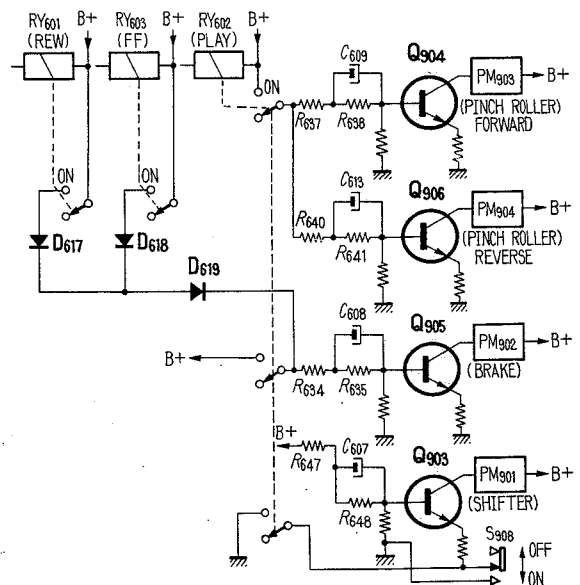 RY601 B+ RY603 B+ RY602 B+
(REW) (FF) (PLAY)
C609 Q904 PM903 B+
ON
R637 R638
(PINCH ROLLER)
FORWARD
ON ON
C613 Q906 PM904 B+
R640 R641
(PINCH ROLLER)
REVERSE
D617 D618
D619
C608 Q905 PM902 B+
B+
R634 R635
(BRAKE)
B+
R647 C607 Q903 PM901 B+
R648
(SHIFTER)
S908
OFF
ON